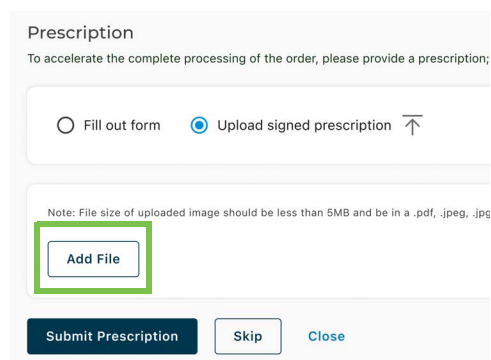 Prescription
To accelerate the complete processing of the order, please provide a prescription;
Fill out form Upload signed prescription
Note: File size of uploaded image should be less than 5MB and be in a .pdf, .jpeg, .jpg
Add File
Submit Prescription Skip Close